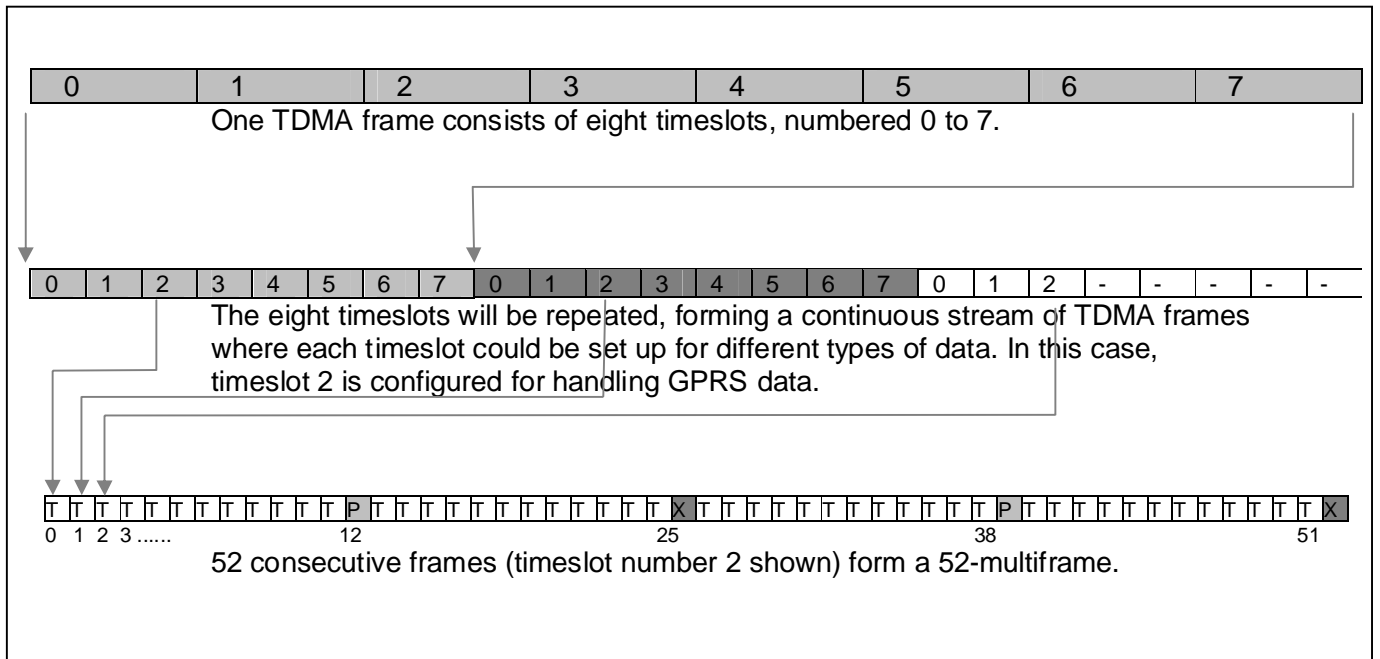 0 1 2 3 4 5 6 7
One TDMA frame consists of eight timeslots, numbered 0 to 7.
0 1 2 3 4 5 6 7 0 1 2 3 4 5 6 7 0 1 2 - - - - -
The eight timeslots will be repeated, forming a continuous stream of TDMA frames
where each timeslot could be set up for different types of data. In this case,
timeslot 2 is configured for handling GPRS data.
T T T T T T T T T T T T P T T T T T T T T T T T T X T T T T T T T T T T T T P T T T T T T T T T T T T X
0 1 2 3 ...... 12 25 38 51
52 consecutive frames (timeslot number 2 shown) form a 52-multiframe.